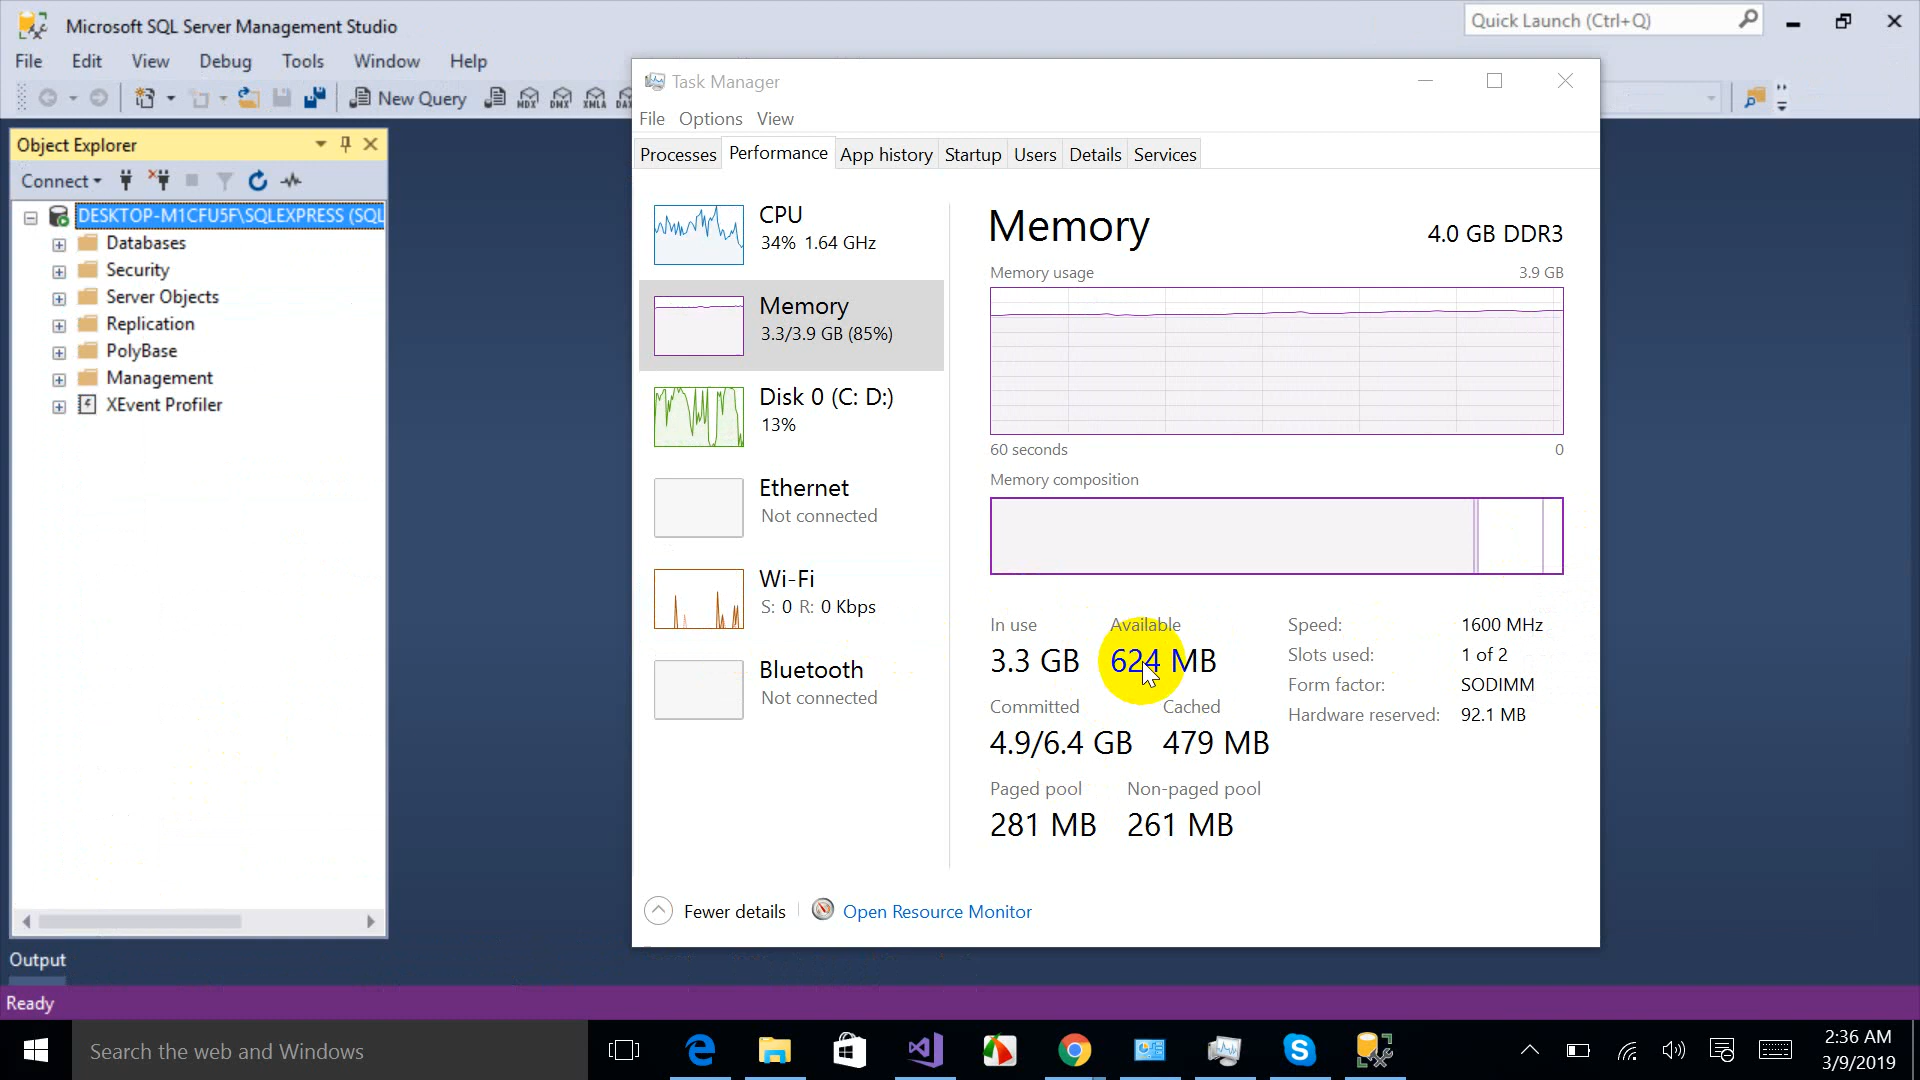 Microsoft SQL Server Management Studio
Quick Launch (Ctrl+Q)
File Edit View Debug Tools Window Help
New Query MDX DMX XMLA
Object Explorer
Connect
DESKTOP-M1CFU5F\SQLEXPRESS (SQL
Databases
Security
Server Objects
Replication
PolyBase
Management
XEvent Profiler
Output
Ready
Task Manager
File Options View
Processes Performance App history Startup Users Details Services
CPU
34% 1.64 GHz
Memory
3.3/3.9 GB (85%)
Disk 0 (C: D:)
13%
Ethernet
Not connected
Wi-Fi
S: 0 R: 0 Kbps
Bluetooth
Not connected
Memory 4.0 GB DDR3
Memory usage 3.9 GB
60 seconds 0
Memory composition
In use Available
3.3 GB 624 MB
Committed Cached
4.9/6.4 GB 479 MB
Paged pool Non-paged pool
281 MB 261 MB
Speed: 1600 MHz
Slots used: 1 of 2
Form factor: SODIMM
Hardware reserved: 92.1 MB
Fewer details Open Resource Monitor
Search the web and Windows
2:36 AM
3/9/2019